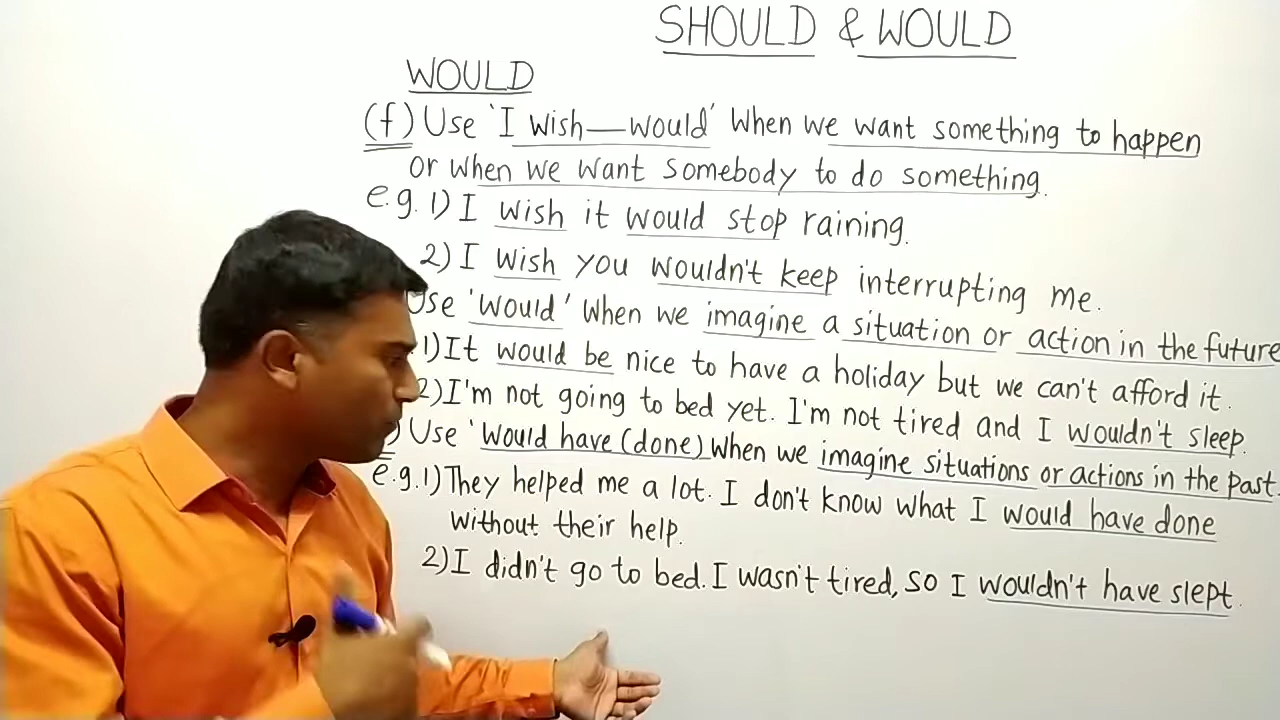 SHOULD & WOULD
WOULD
(f) Use 'I wish—would' when we want something to happen
or when we want somebody to do something.
e.g. 1) I wish it would stop raining.
2) I wish you wouldn't keep interrupting me.
Use 'would' when we imagine a situation or action in the future
1) It would be nice to have a holiday but we can't afford it.
2) I'm not going to bed yet. I'm not tired and I wouldn't sleep.
) Use 'would have (done) when we imagine situations or actions in the past.
e.g. 1) They helped me a lot. I don't know what I would have done
without their help.
2) I didn't go to bed. I wasn't tired, so I wouldn't have slept.